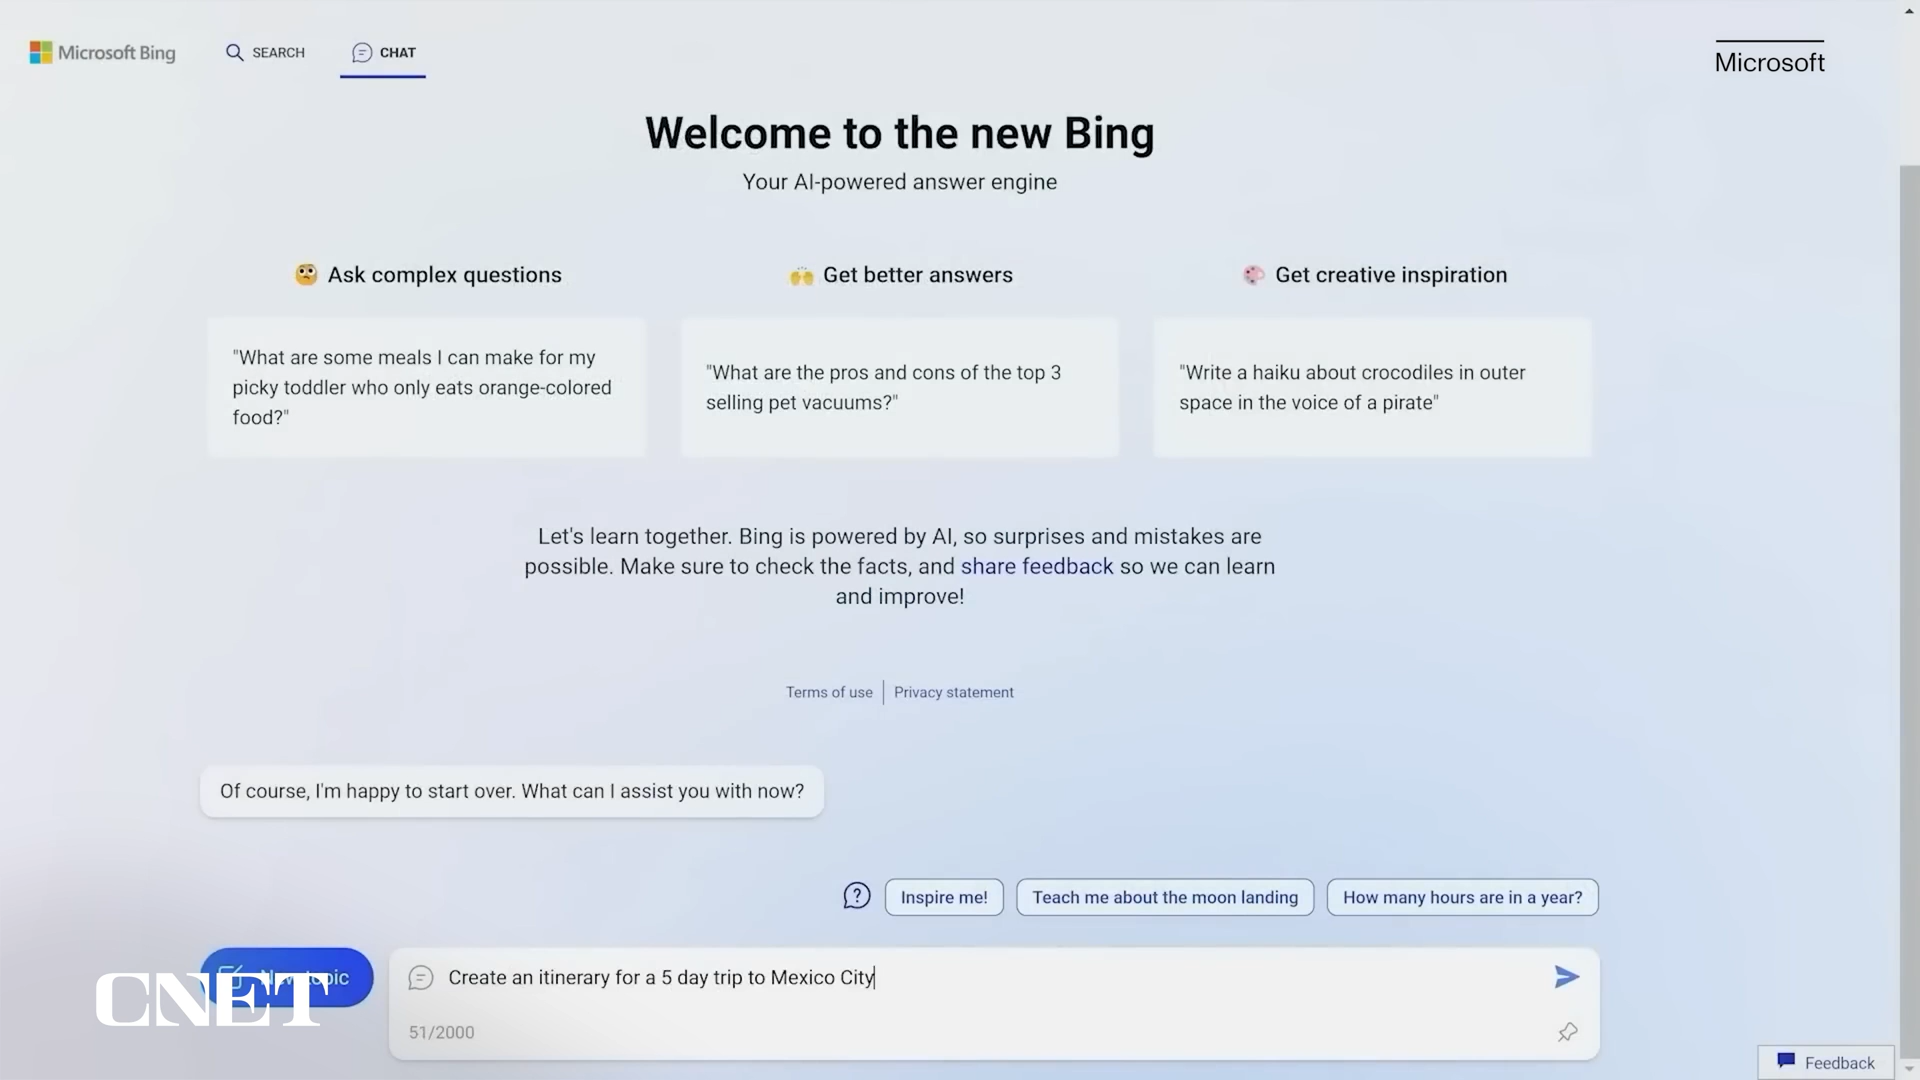 Microsoft Bing
SEARCH
CHAT
Microsoft
Welcome to the new Bing
Your AI-powered answer engine
Ask complex questions
Get better answers
Get creative inspiration
"What are some meals I can make for my
picky toddler who only eats orange-colored
food?"
"What are the pros and cons of the top 3
selling pet vacuums?"
"Write a haiku about crocodiles in outer
space in the voice of a pirate"
Let's learn together. Bing is powered by AI, so surprises and mistakes are
possible. Make sure to check the facts, and share feedback so we can learn
and improve!
Terms of use
Privacy statement
Of course, I'm happy to start over. What can I assist you with now?
Inspire me!
Teach me about the moon landing
How many hours are in a year?
New topic
CNET
Create an itinerary for a 5 day trip to Mexico City
51/2000
Feedback